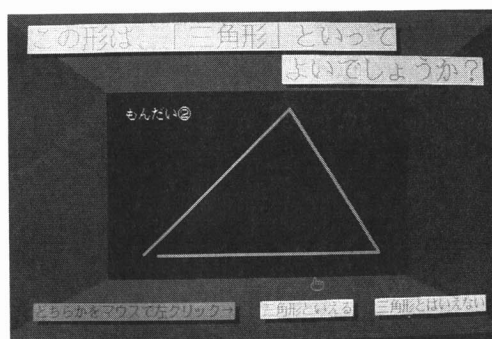 この形は、「三角形」といって
よいでしょうか？
もんだい②
どちらかをマウスで左クリック→
三角形といえる
三角形とはいえない